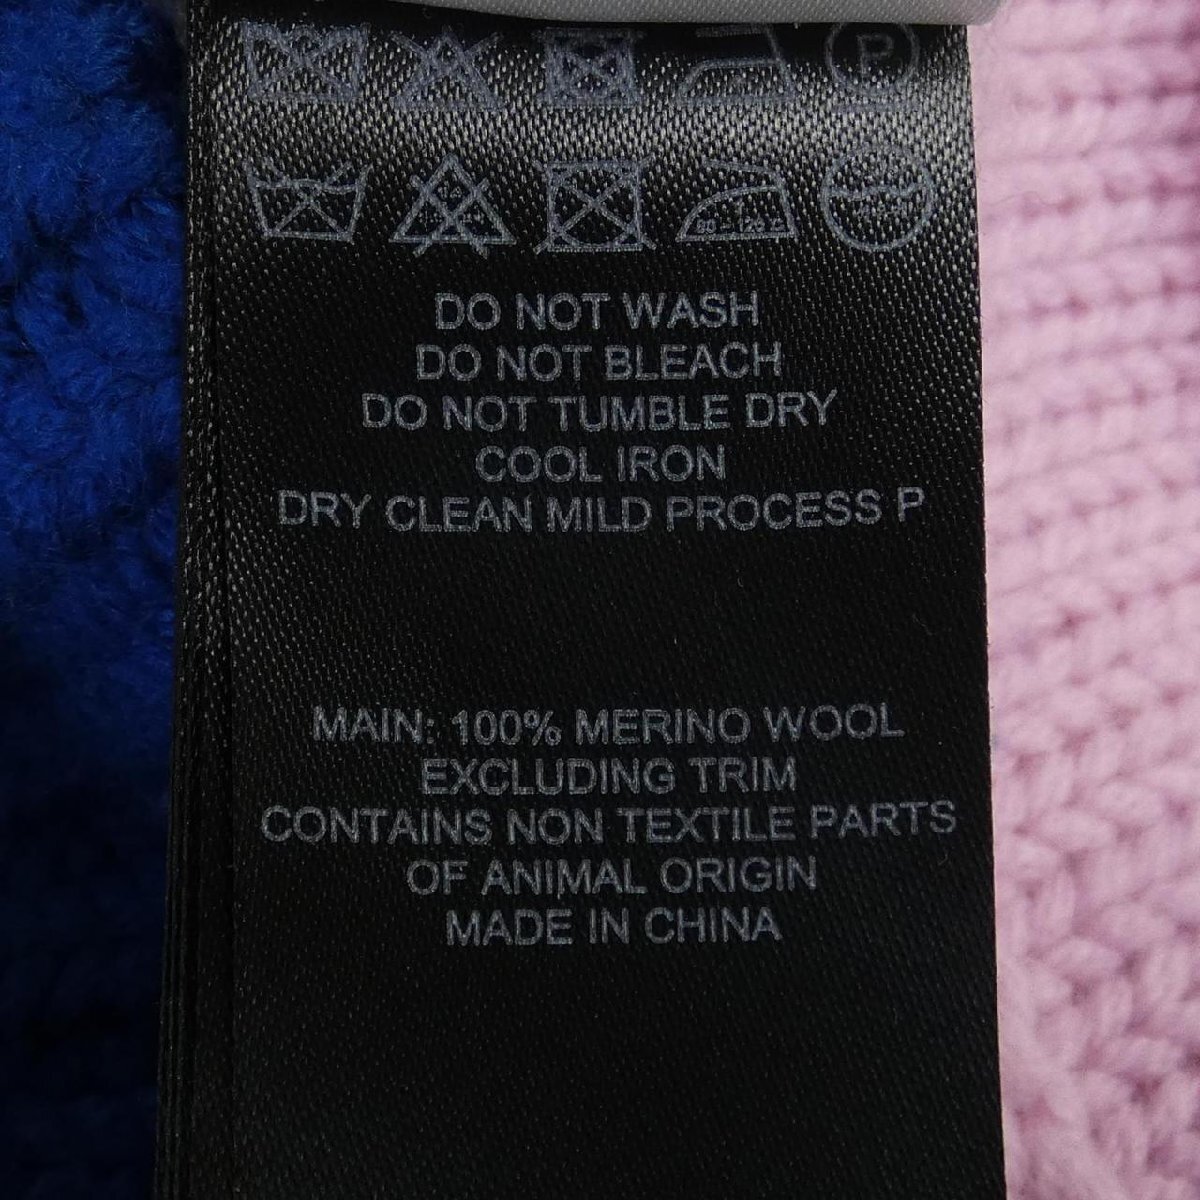 P
DO NOT WASH
DO NOT BLEACH
DO NOT TUMBLE DRY
COOL IRON
DRY CLEAN MILD PROCESS P
MAIN: 100% MERINO WOOL
EXCLUDING TRIM
CONTAINS NON TEXTILE PARTS
OF ANIMAL ORIGIN
MADE IN CHINA